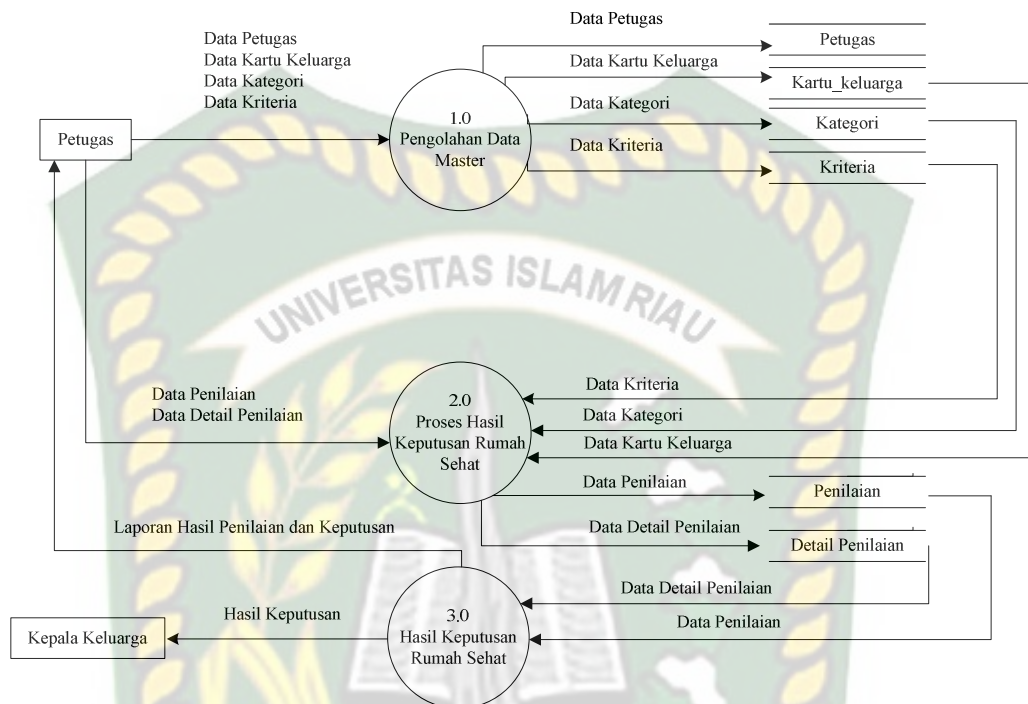 Data Petugas
Data Petugas
Data Kartu Keluarga
Data Kategori
Data Kriteria
Petugas
Data Kartu Keluarga
Kartu_keluarga
1.0
Pengolahan Data
Master
Data Kategori
Kategori
Petugas
Data Kriteria
Kriteria
UNIVERSITAS ISLAM RIAU
Data Penilaian
Data Detail Penilaian
2.0
Proses Hasil
Keputusan Rumah
Sehat
Data Kriteria
Data Kategori
Data Kartu Keluarga
Data Penilaian
Penilaian
Laporan Hasil Penilaian dan Keputusan
Data Detail Penilaian
Detail Penilaian
Data Detail Penilaian
Hasil Keputusan
Kepala Keluarga
3.0
Hasil Keputusan
Rumah Sehat
Data Penilaian